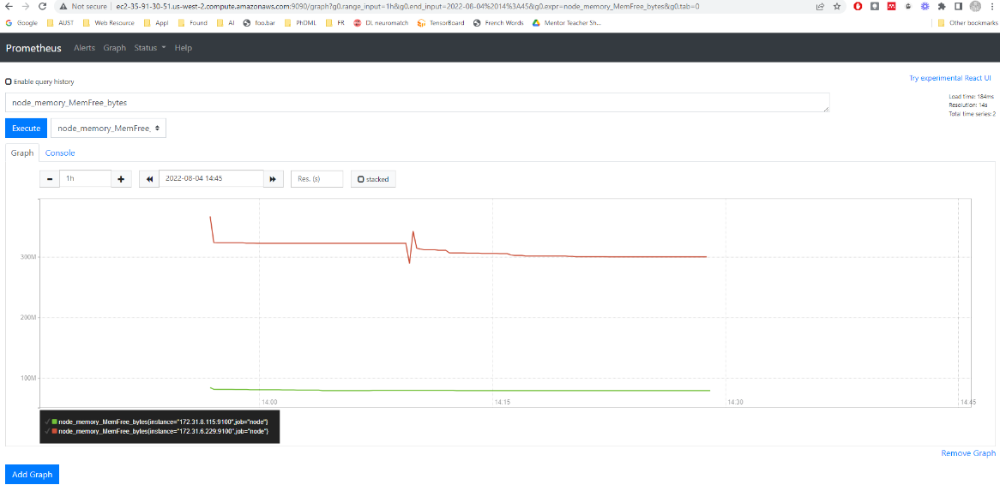 Not secure | ec2-35-91-30-51.us-west-2.compute.amazonaws.com:9090/graph?g0.range_input=1h&g0.end_input=2022-08-04%2014%3A45&g0.expr=node_memory_MemFree_bytes&g0.tab=0
Google AUST Web Resource Appl Found AI foo.bar PhDML FR DL neuromatch TensorBoard French Words Mentor Teacher Sh... Other bookmarks
Prometheus Alerts Graph Status Help
Enable query history Try experimental React UI
node_memory_MemFree_bytes
Load time: 184ms
Resolution: 14s
Total time series: 2
Execute node_memory_MemFree_
Graph Console
1h 2022-08-04 14:45 Res. (s) stacked
300M
200M
100M
14:00 14:15 14:30 14:45
node_memory_MemFree_bytes{instance="172.31.8.115:9100",job="node"}
node_memory_MemFree_bytes{instance="172.31.6.229:9100",job="node"}
Remove Graph
Add Graph